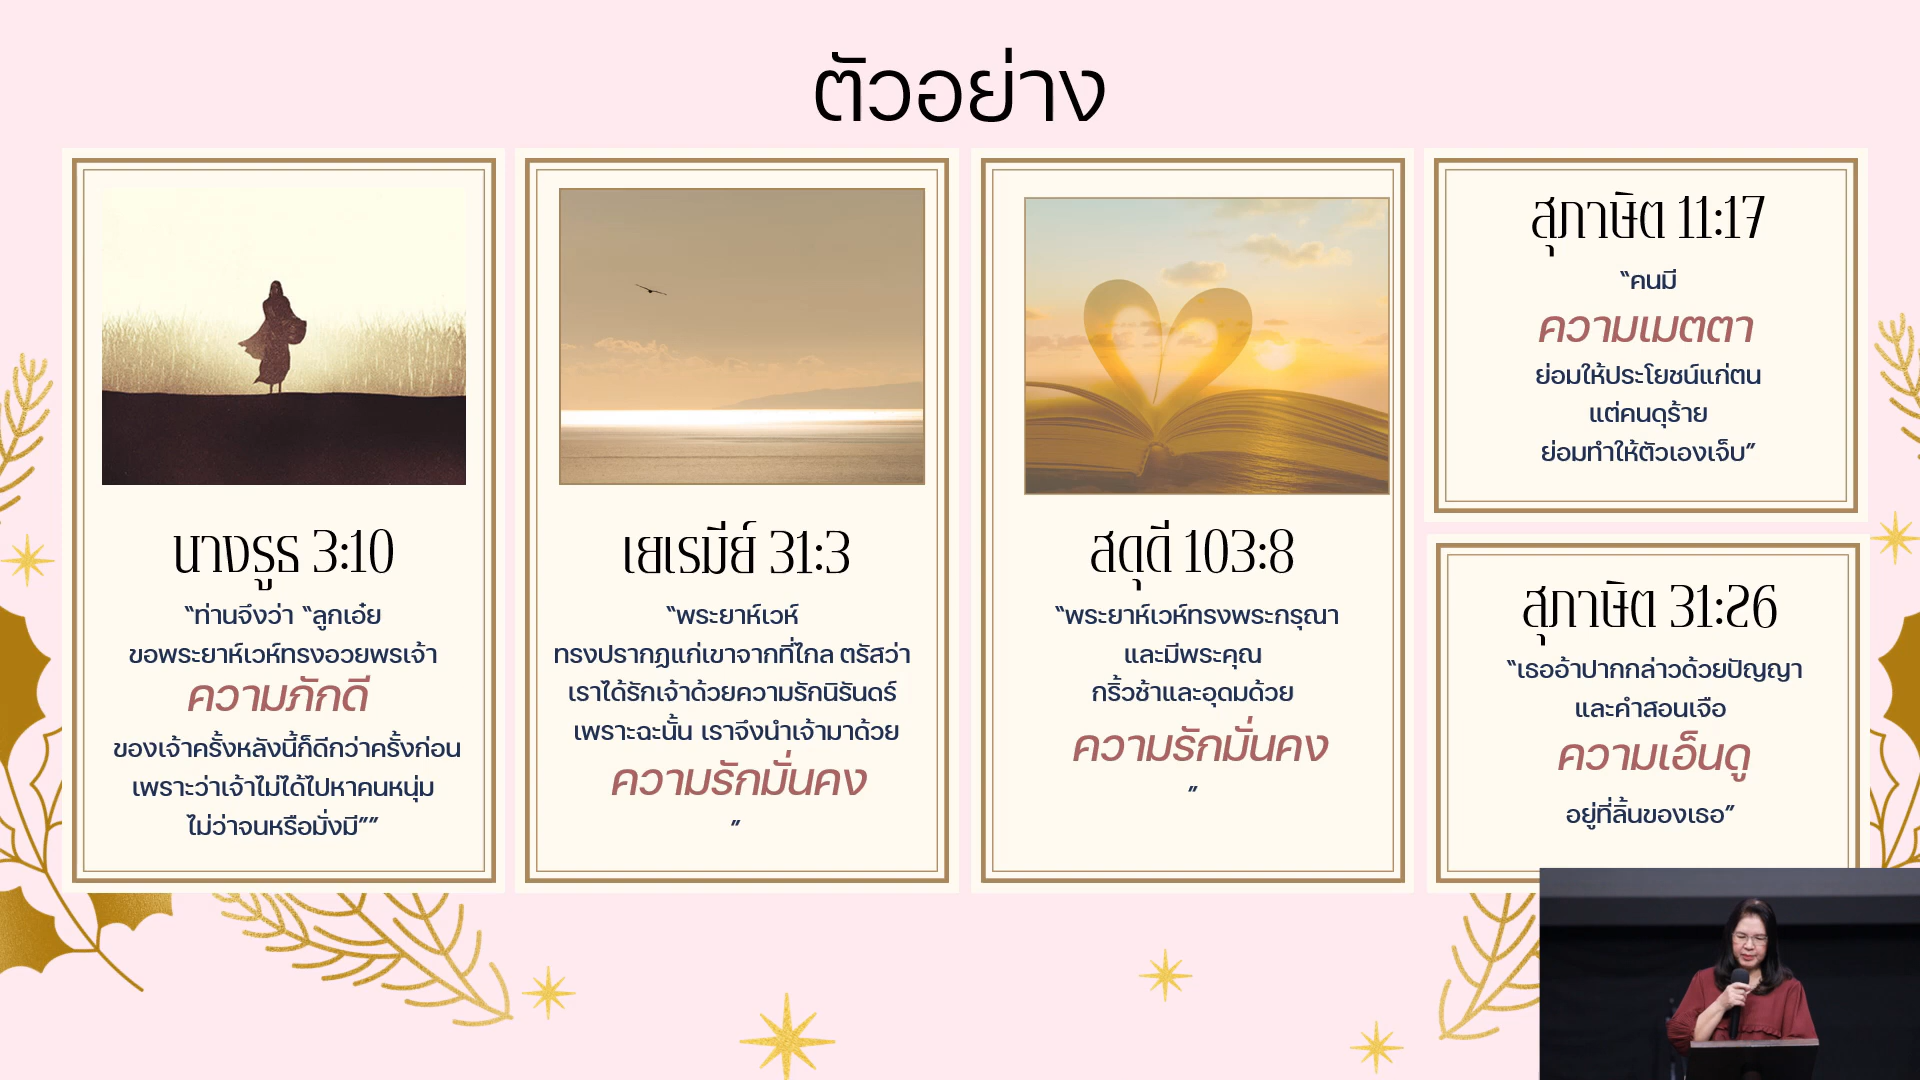 ตัวอย่าง
นางรูธ 3:10
“ท่านจึงว่า “ลูกเอ๋ย
ขอพระยาห์เวห์ทรงอวยพรเจ้า
ความภักดี
ของเจ้าครั้งหลังนี้ก็ดีกว่าครั้งก่อน
เพราะว่าเจ้าไม่ได้ไปหาคนหนุ่ม
ไม่ว่าจนหรือมั่งมี””
เยเรมีย์ 31:3
“พระยาห์เวห์
ทรงปรากฏแก่เขาจากที่ไกล ตรัสว่า
เราได้รักเจ้าด้วยความรักนิรันดร์
เพราะฉะนั้น เราจึงนำเจ้ามาด้วย
ความรักมั่นคง
”
สดุดี 103:8
“พระยาห์เวห์ทรงพระกรุณา
และมีพระคุณ
กริ้วช้าและอุดมด้วย
ความรักมั่นคง
”
สุภาษิต 11:17
“คนมี
ความเมตตา
ย่อมให้ประโยชน์แก่ตน
แต่คนดุร้าย
ย่อมทำให้ตัวเองเจ็บ”
สุภาษิต 31:26
“เธออ้าปากกล่าวด้วยปัญญา
และคำสอนเจือ
ความเอ็นดู
อยู่ที่ลิ้นของเธอ”